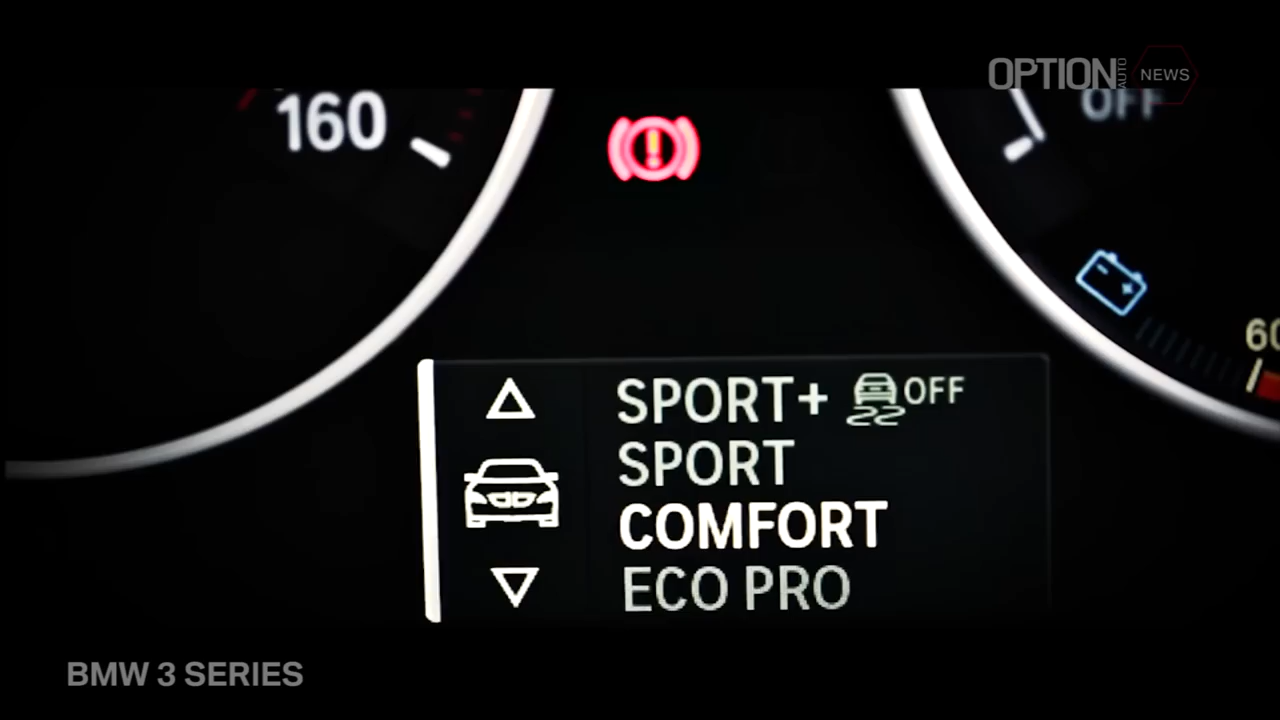 OPTION AUTO NEWS
160
OFF
60
SPORT+ OFF
SPORT
COMFORT
ECO PRO
BMW 3 SERIES